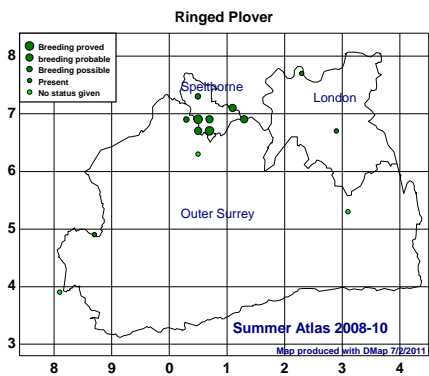 Ringed Plover
8
Breeding proved
breeding probable
Breeding possible
Present
No status given
Spelthorne
London
7
6
Outer Surrey
5
4
Summer Atlas 2008-10
3
Map produced with DMap 7/2/2011
8 9 0 1 2 3 4